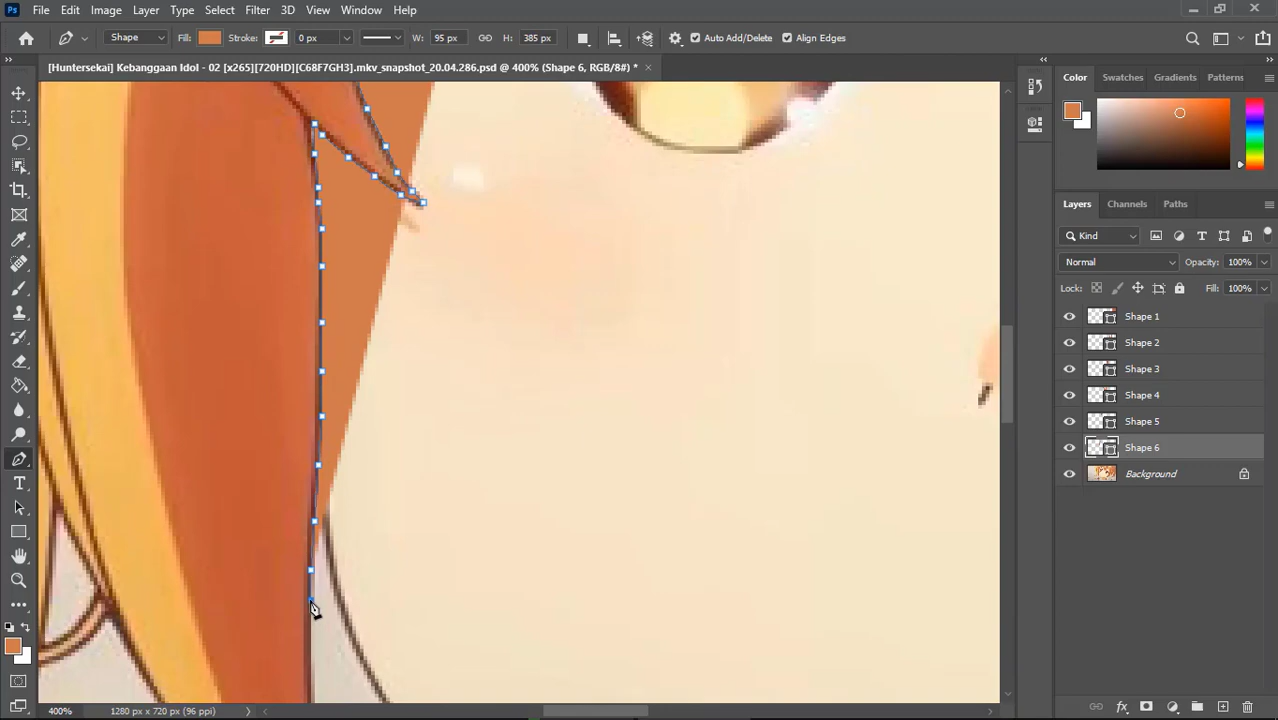 Ps File Edit Image Layer Type Select Filter 3D View Window Help
Shape Fill: Stroke: 0 px W: 95 px H: 385 px Auto Add/Delete Align Edges
[Huntersekai] Kebanggaan Idol - 02 [x265][720HD][C68F7GH3].mkv_snapshot_20.04.286.psd @ 400% (Shape 6, RGB/8#) *
Color Swatches Gradients Patterns
Layers Channels Paths
Kind
Normal Opacity: 100%
Lock: Fill: 100%
Shape 1
Shape 2
Shape 3
Shape 4
Shape 5
Shape 6
Background
400% 1280 px x 720 px (96 ppi)